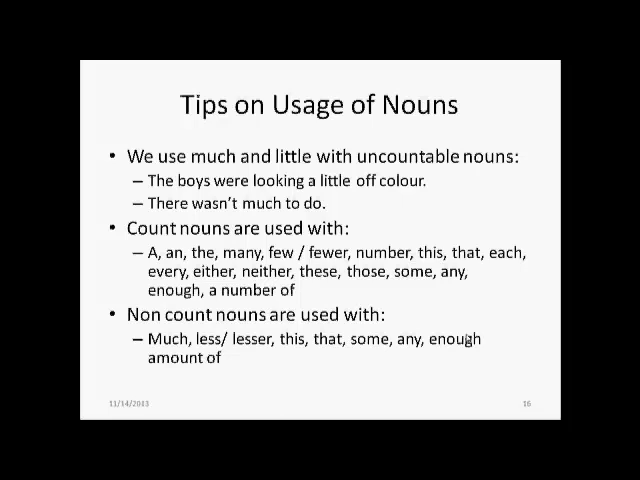 Tips on Usage of Nouns
• We use much and little with uncountable nouns:
– The boys were looking a little off colour.
– There wasn't much to do.
• Count nouns are used with:
– A, an, the, many, few / fewer, number, this, that, each,
every, either, neither, these, those, some, any,
enough, a number of
• Non count nouns are used with:
– Much, less/ lesser, this, that, some, any, enough
amount of
11/14/2013
16